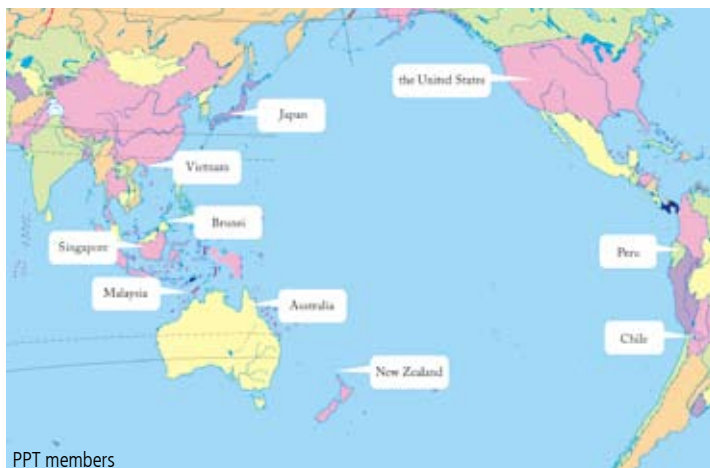 the United States
Japan
Vietnam
Brunei
Singapore
Peru
Malaysia
Australia
Chile
New Zealand
PPT members